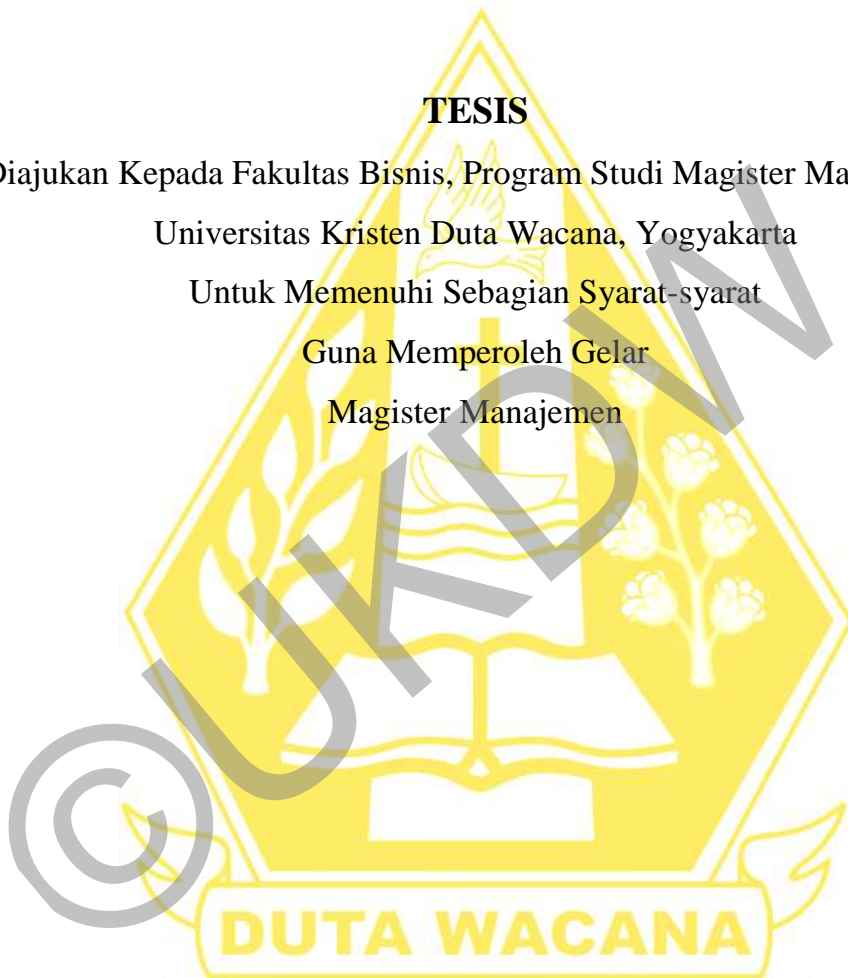 TESIS
Diajukan Kepada Fakultas Bisnis, Program Studi Magister Ma
Universitas Kristen Duta Wacana, Yogyakarta
Untuk Memenuhi Sebagian Syarat-syarat
Guna Memperoleh Gelar
Magister Manajemen
©UKDW
DUTA WACANA